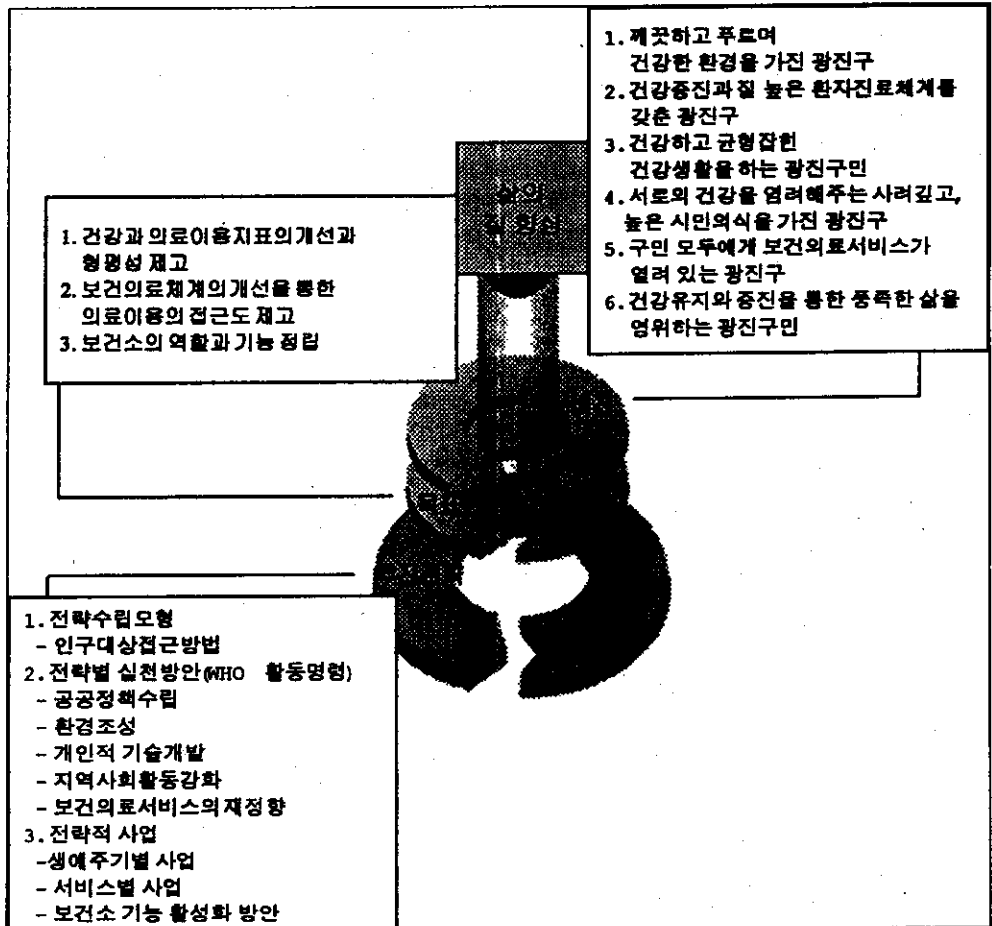 1. 깨끗하고 푸르며
건강한 환경을 가진 광진구
2. 건강증진과 질 높은 환자진료체계를
갖춘 광진구
3. 건강하고 균형잡힌
건강생활을 하는 광진구민
4. 서로의 건강을 염려해주는 사려깊고,
높은 시민의식을 가진 광진구
5. 구민 모두에게 보건의료서비스가
열려 있는 광진구
6. 건강유지와 증진을 통한 풍족한 삶을
영위하는 광진구민
삶의
질 향상
1. 건강과 의료이용지표의 개선과
형평성 제고
2. 보건의료체계의 개선을 통한
의료이용의 접근도 제고
3. 보건소의 역할과 기능 정립
1. 전략수립모형
- 인구대상접근방법
2. 전략별 실천방안(WHO 활동명령)
- 공공정책수립
- 환경조성
- 개인적 기술개발
- 지역사회활동강화
- 보건의료서비스의 재정향
3. 전략적 사업
-생애주기별 사업
- 서비스별 사업
- 보건소 기능 활성화 방안